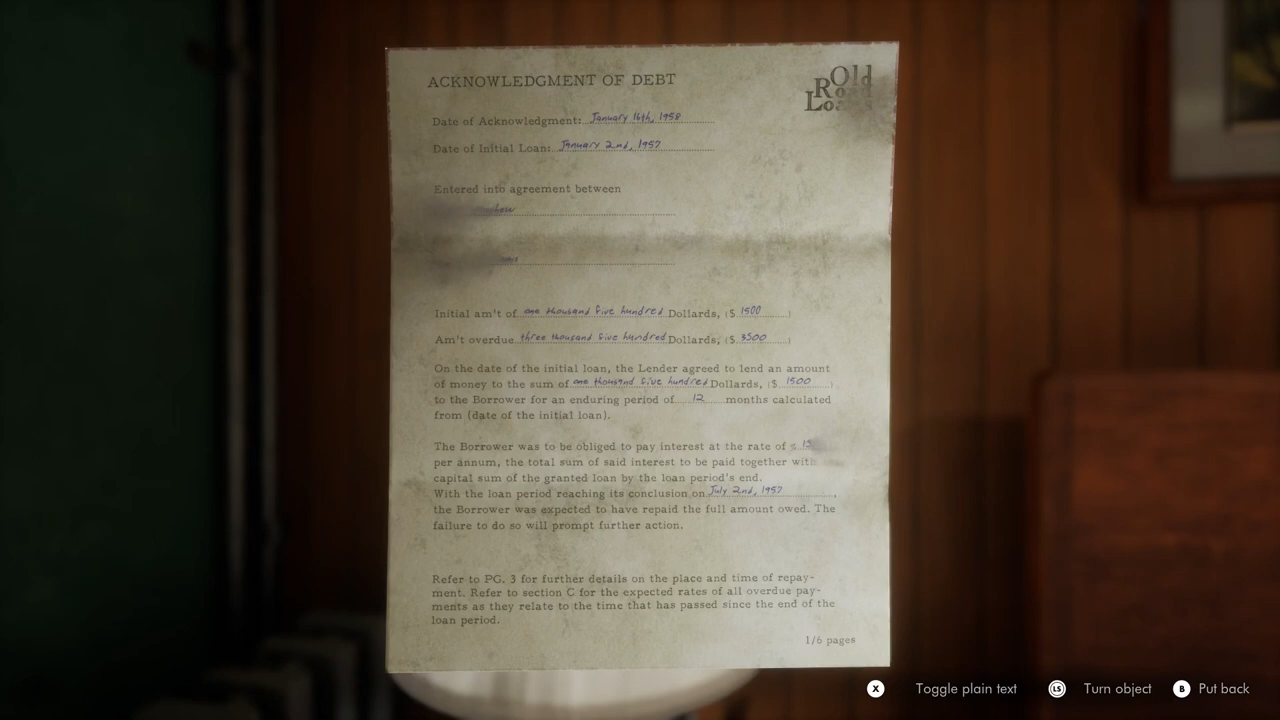 ACKNOWLEDGMENT OF DEBT
Old
Road
Loans
Date of Acknowledgment: January 16th, 1958
Date of Initial Loan: January 2nd, 1957
Entered into agreement between
Initial am't of one thousand five hundred Dollards, ($ 1500 )
Am't overdue three thousand five hundred Dollards, ($ 3500 )
On the date of the initial loan, the Lender agreed to lend an amount
of money to the sum of one thousand five hundred Dollards, ($ 1500 )
to the Borrower for an enduring period of 12 months calculated
from (date of the initial loan).
The Borrower was to be obliged to pay interest at the rate of
per annum, the total sum of said interest to be paid together with
capital sum of the granted loan by the loan period's end.
With the loan period reaching its conclusion on July 2nd, 1957,
the Borrower was expected to have repaid the full amount owed. The
failure to do so will prompt further action.
Refer to PG. 3 for further details on the place and time of repay-
ment. Refer to section C for the expected rates of all overdue pay-
ments as they relate to the time that has passed since the end of the
loan period.
1/6 pages
X Toggle plain text LS Turn object B Put back